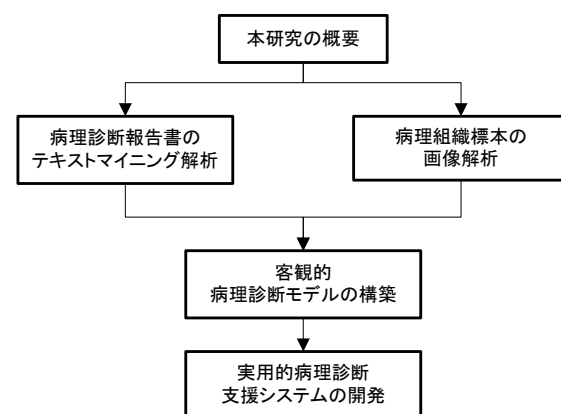 本研究の概要
病理診断報告書の
テキストマイニング解析
病理組織標本の
画像解析
客観的
病理診断モデルの構築
実用的病理診断
支援システムの開発